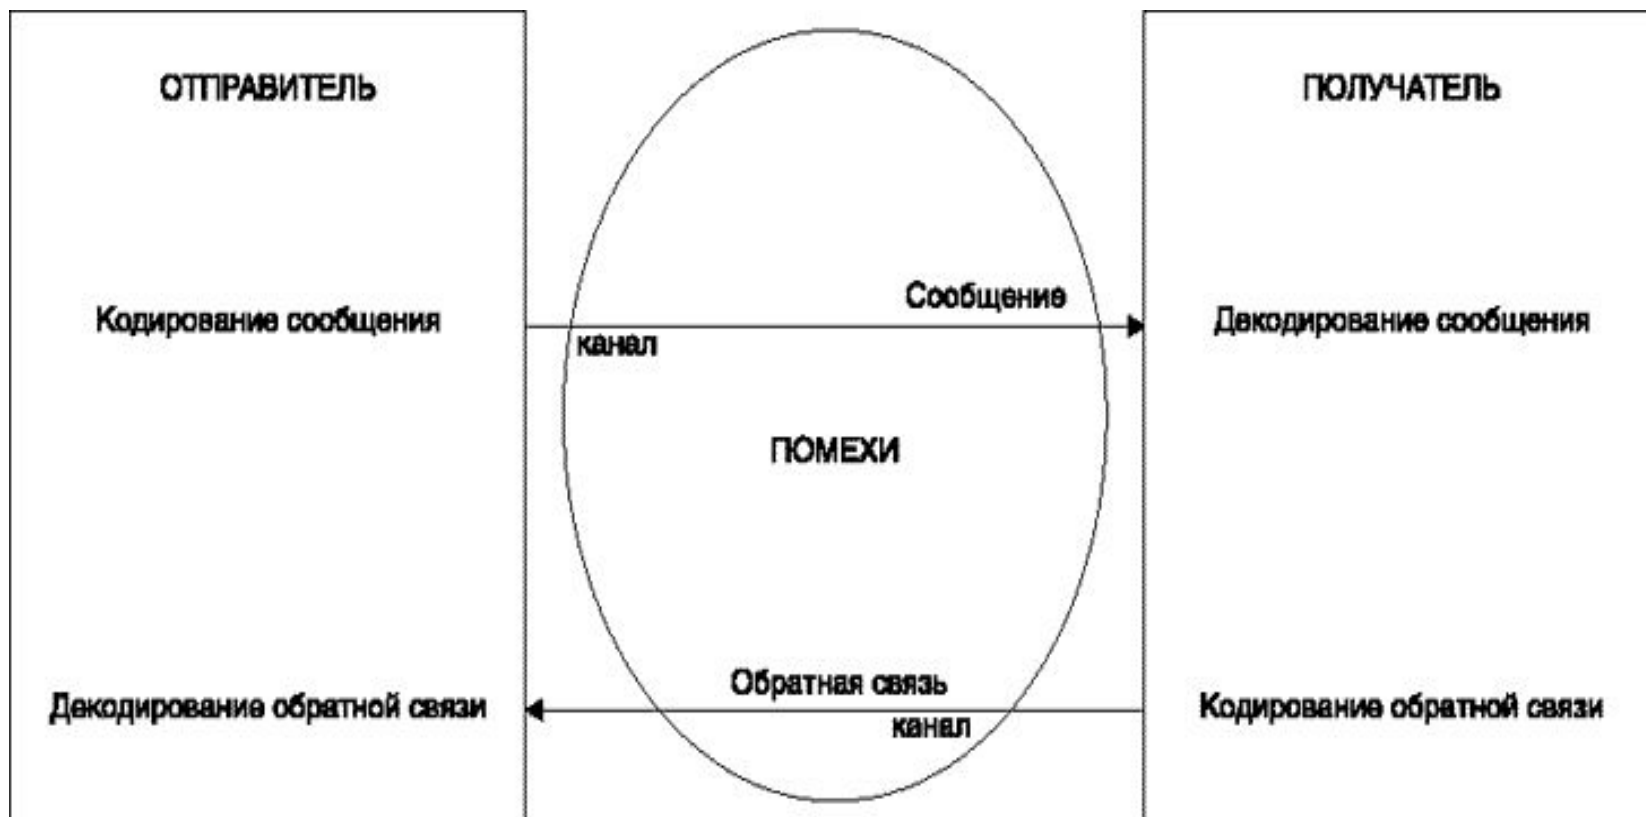 ОТПРАВИТЕЛЬ
ПОЛУЧАТЕЛЬ
Сообщение
Кодирование сообщения
Декодирование сообщения
канал
ПОМЕХИ
Обратная связь
Декодирование обратной связи
Кодирование обратной связи
канал